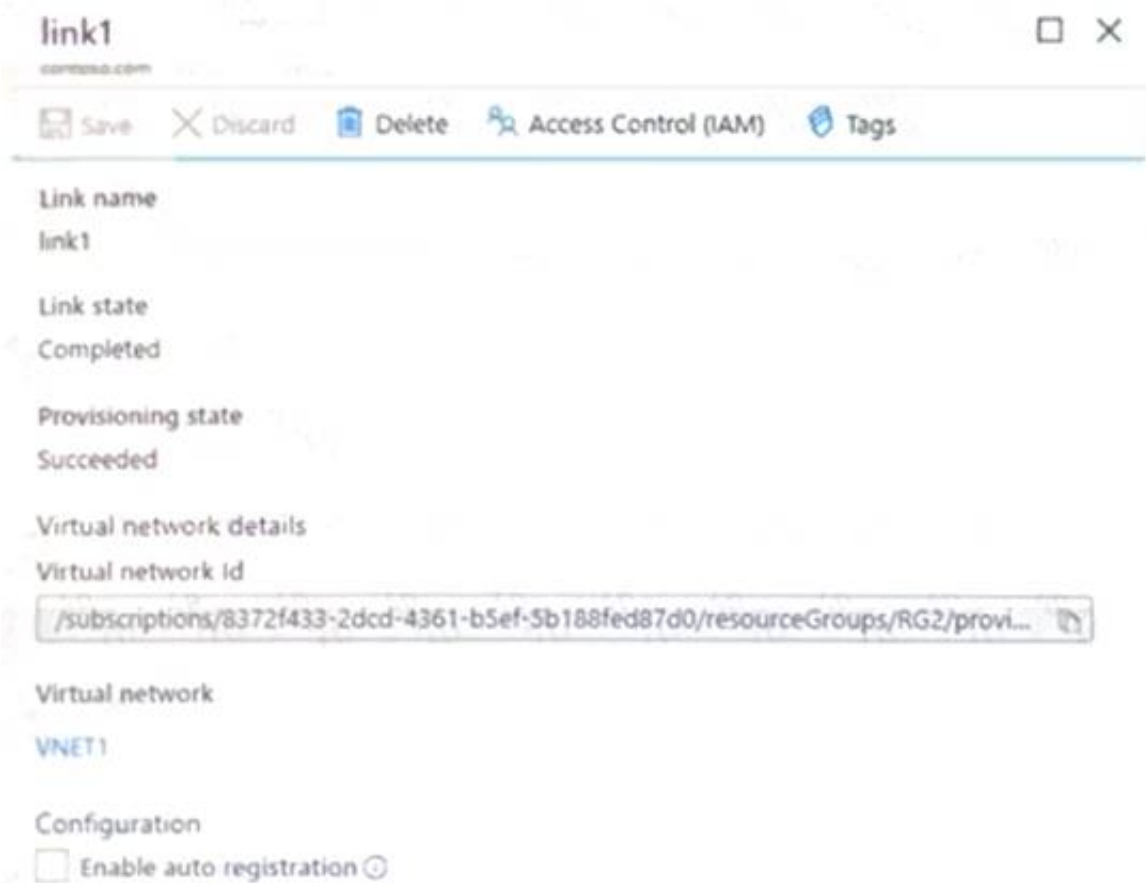 link1
contoso.com
Save Discard Delete Access Control (IAM) Tags
Link name
link1
Link state
Completed
Provisioning state
Succeeded
Virtual network details
Virtual network Id
/subscriptions/8372f433-2dcd-4361-b5ef-5b188fed87d0/resourceGroups/RG2/provi...
Virtual network
VNET1
Configuration
Enable auto registration